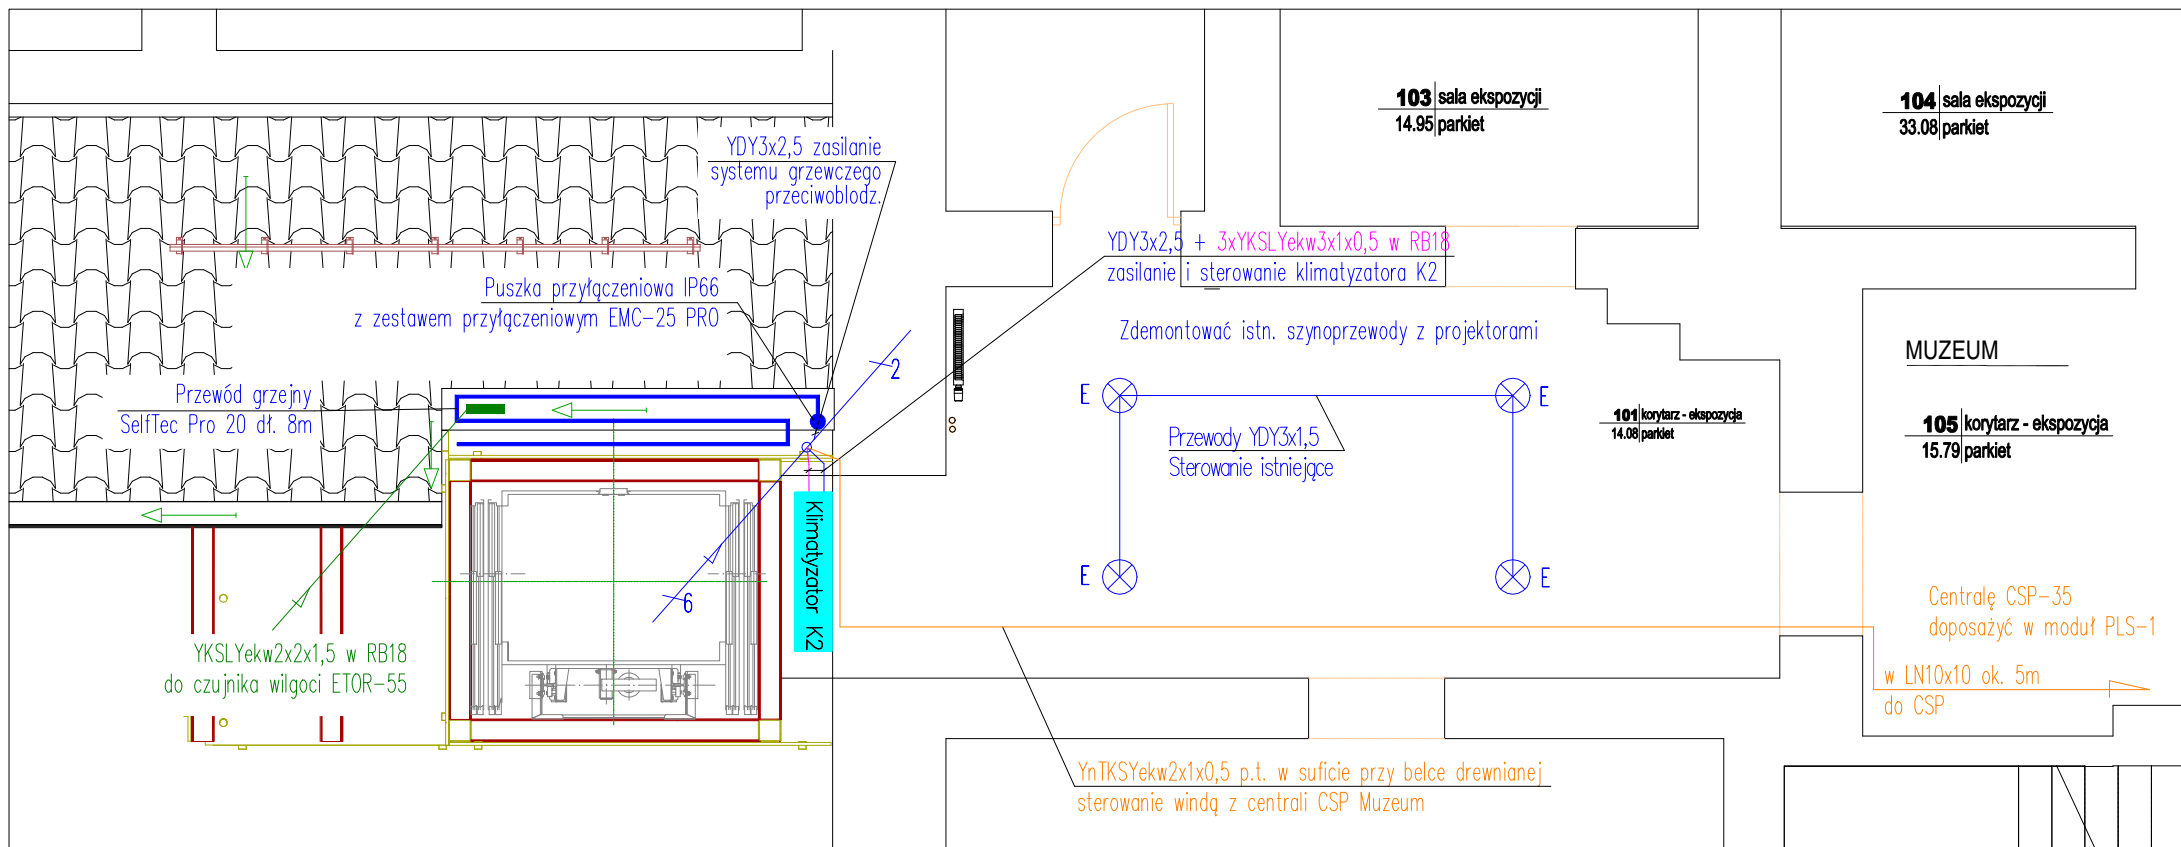 103 sala ekspozycji
14.95 parkiet
104 sala ekspozycji
33.08 parkiet
YDY3x2,5 zasilanie
systemu grzewczego
przeciwoblodz.
YDY3x2,5 + 3xYKSLYekw3x1x0,5 w RB18
zasilanie i sterowanie klimatyzatora K2
Puszka przyłączeniowa IP66
z zestawem przyłączeniowym EMC-25 PRO
Zdemontować istn. szynoprzewody z projektorami
MUZEUM
2
Przewód grzejny
SelfTec Pro 20 dł. 8m
E
E
101 korytarz - ekspozycja
14.08 parkiet
105 korytarz - ekspozycja
15.79 parkiet
Przewody YDY3x1,5
Sterowanie istniejące
Klimatyzator K2
E
E
6
Centralę CSP-35
doposażyć w moduł PLS-1
YKSLYekw2x2x1,5 w RB18
do czujnika wilgoci ETOR-55
w LN10x10 ok. 5m
do CSP
YnTKSYekw2x1x0,5 p.t. w suficie przy belce drewnianej
sterowanie windą z centrali CSP Muzeum